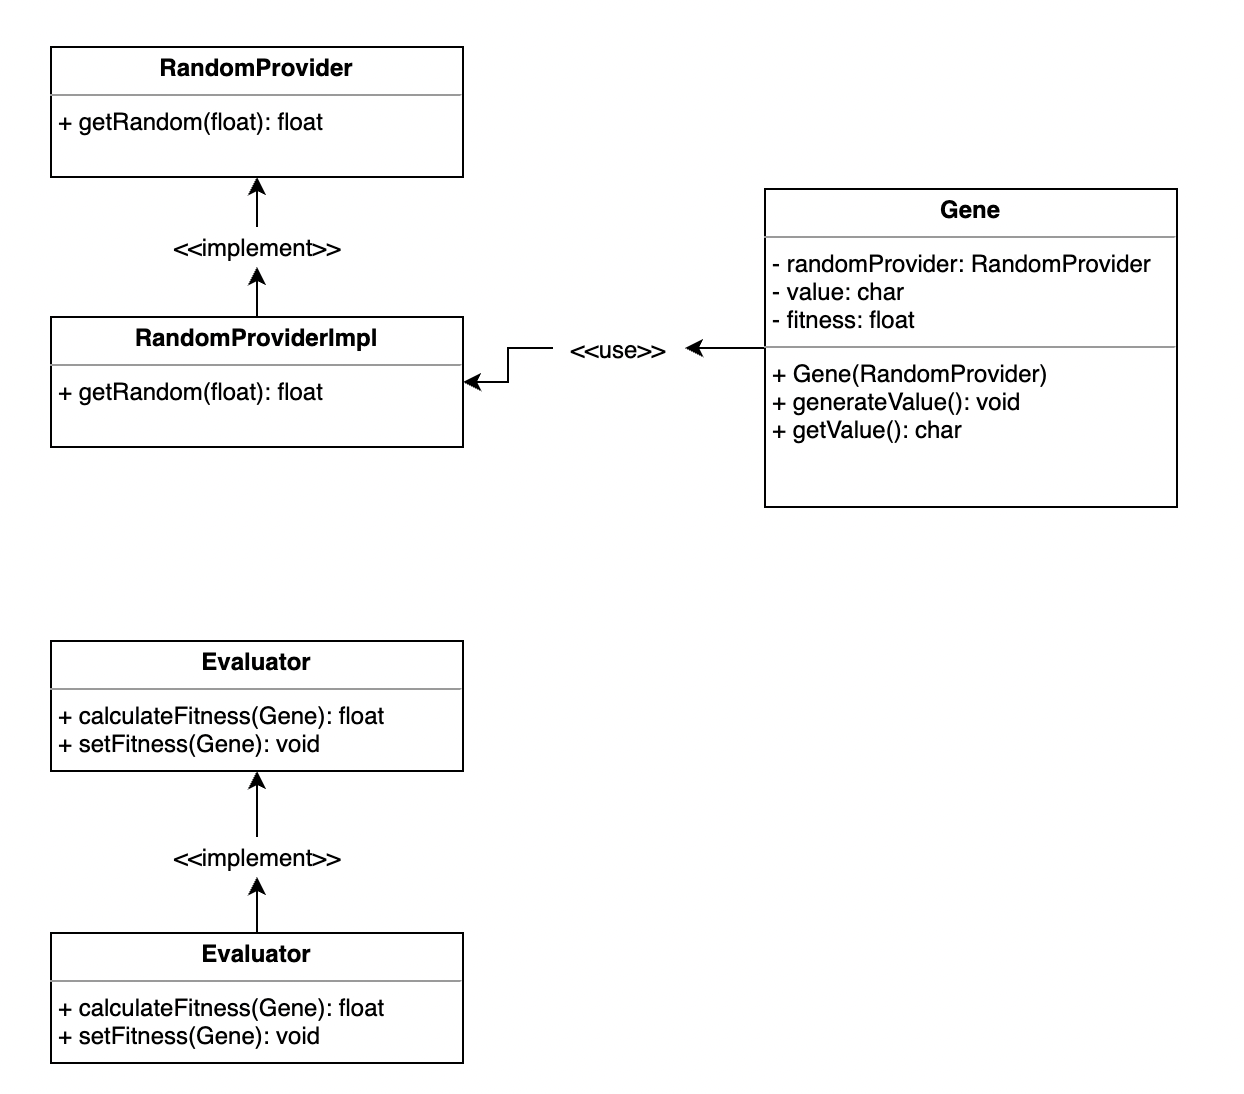 RandomProvider
+ getRandom(float): float
<<implement>>
RandomProviderImpl
+ getRandom(float): float
<<use>>
Gene
- randomProvider: RandomProvider
- value: char
- fitness: float
+ Gene(RandomProvider)
+ generateValue(): void
+ getValue(): char
Evaluator
+ calculateFitness(Gene): float
+ setFitness(Gene): void
<<implement>>
Evaluator
+ calculateFitness(Gene): float
+ setFitness(Gene): void